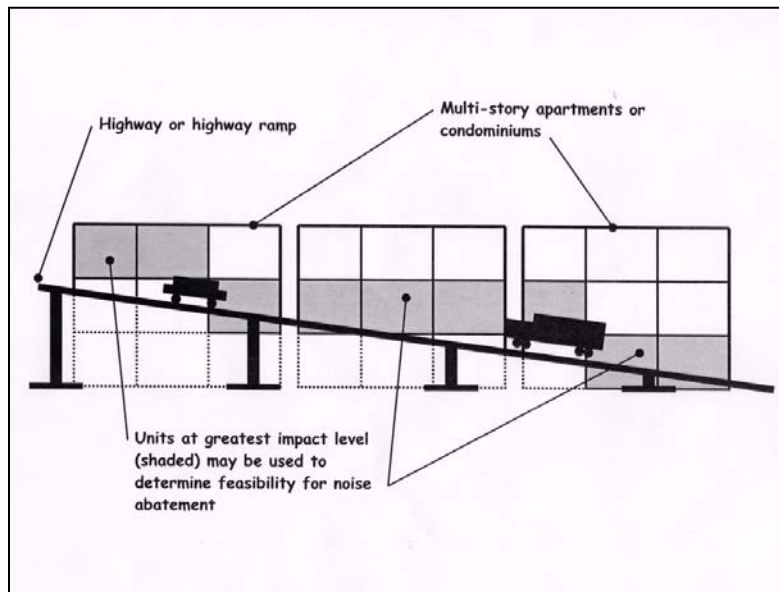 Highway or highway ramp
Multi-story apartments or
condominiums
Units at greatest impact level
(shaded) may be used to
determine feasibility for noise
abatement